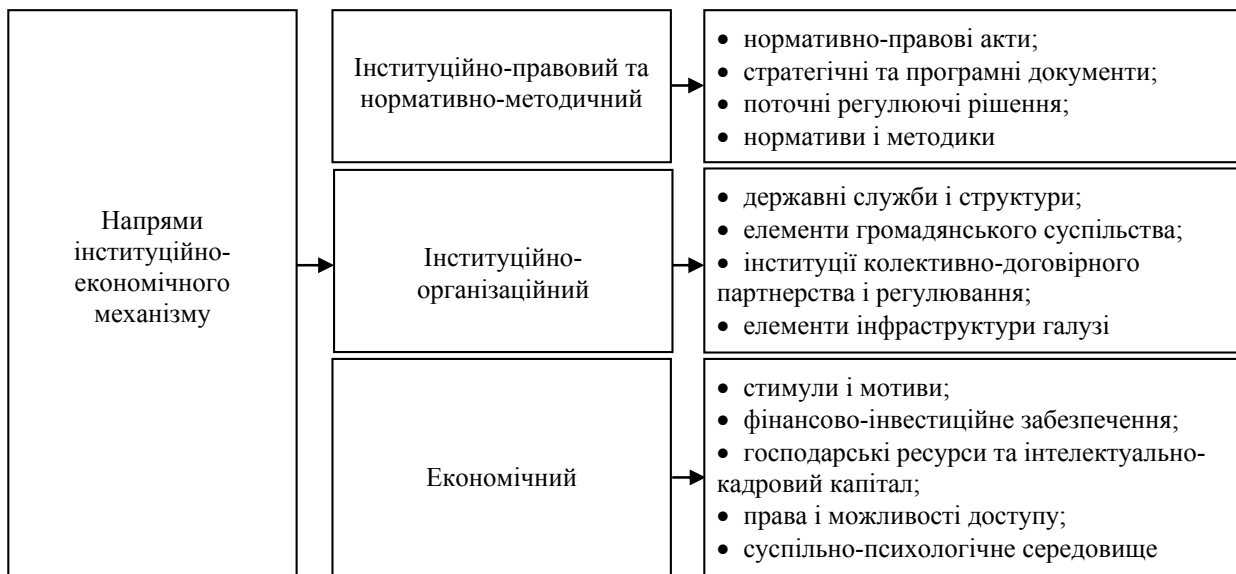 Напрями
інституційно-
економічного
механізму
Інституційно-правовий та
нормативно-методичний
• нормативно-правові акти;
• стратегічні та програмні документи;
• поточні регулюючі рішення;
• нормативи і методики
Інституційно-
організаційний
• державні служби і структури;
• елементи громадянського суспільства;
• інституції колективно-договірного
партнерства і регулювання;
• елементи інфраструктури галузі
Економічний
• стимули і мотиви;
• фінансово-інвестиційне забезпечення;
• господарські ресурси та інтелектуально-
кадровий капітал;
• права і можливості доступу;
• суспільно-психологічне середовище